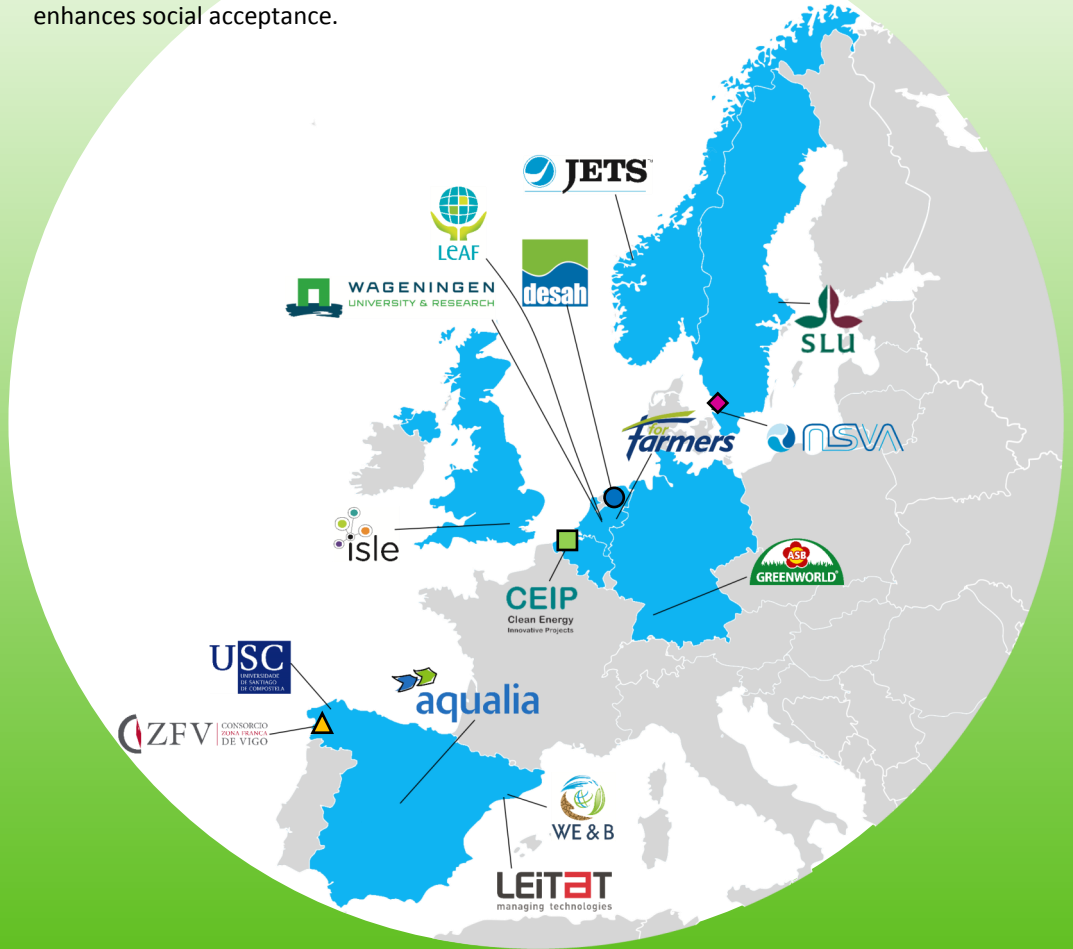 enhances social acceptance.
JETS™
LeAF
desah
WAGENINGEN
UNIVERSITY & RESEARCH
SLU
for
farmers
NSVA
isle
ASB
GREENWORLD®
CEIP
Clean Energy
Innovative Projects
USC
UNIVERSIDADE
DE SANTIAGO
DE COMPOSTELA
aqualia
ZFV
CONSORCIO
ZONA FRANCA
DE VIGO
WE & B
LEiTAT
managing technologies